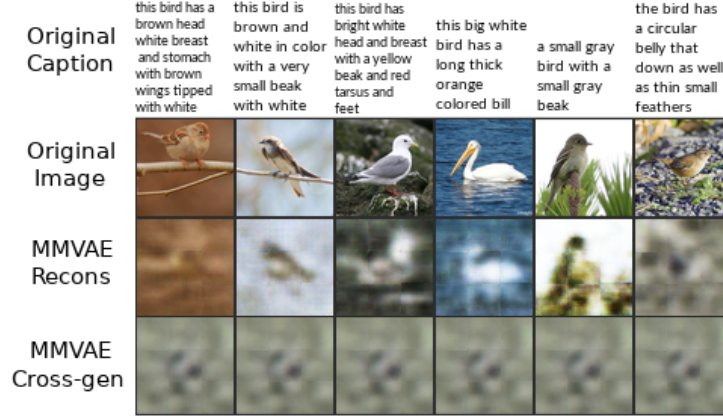 Original
Caption
this bird has a
brown head
white breast
and stomach
with brown
wings tipped
with white
this bird is
brown and
white in color
with a very
small beak
with white
this bird has
bright white
head and breast
with a yellow
beak and red
tarsus and
feet
this big white
bird has a
long thick
orange
colored bill
a small gray
bird with a
small gray
beak
the bird has
a circular
belly that
down as well
as thin small
feathers
Original
Image
MMVAE
Recons
MMVAE
Cross-gen